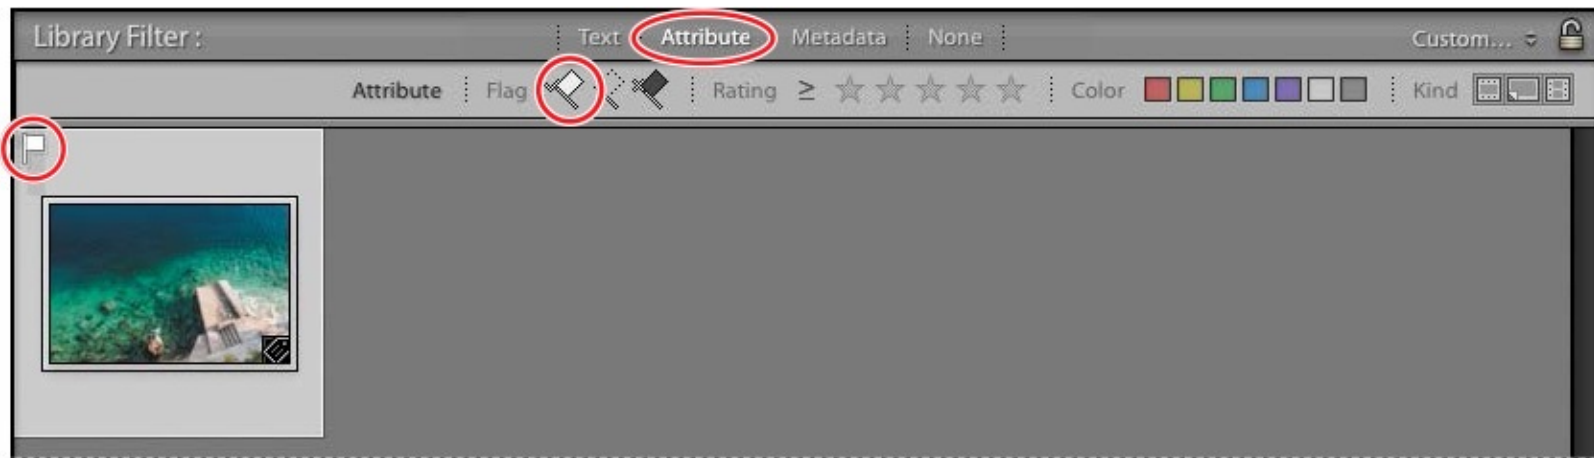 Library Filter : Text Attribute Metadata None Custom...
Attribute Flag Rating ≥ Color Kind